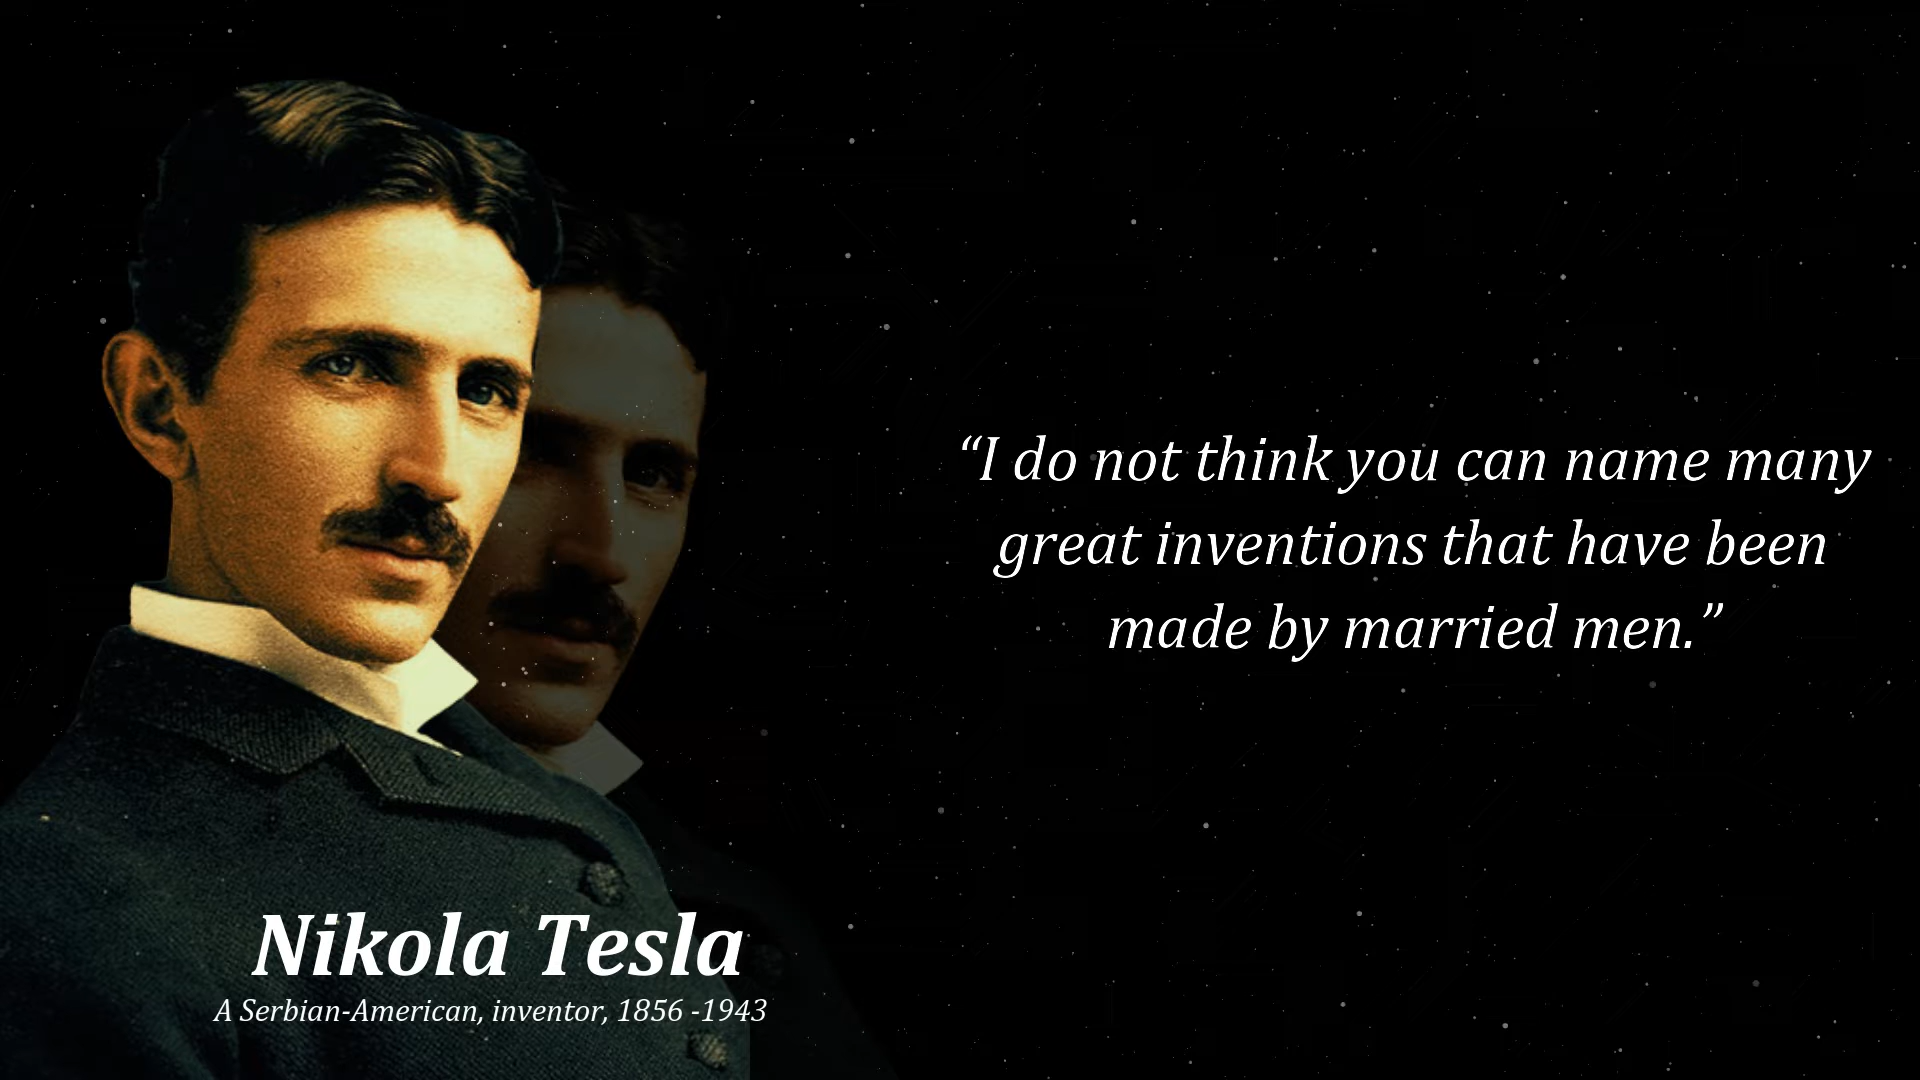 “I do not think you can name many
great inventions that have been
made by married men.”
Nikola Tesla
A Serbian-American, inventor, 1856 -1943